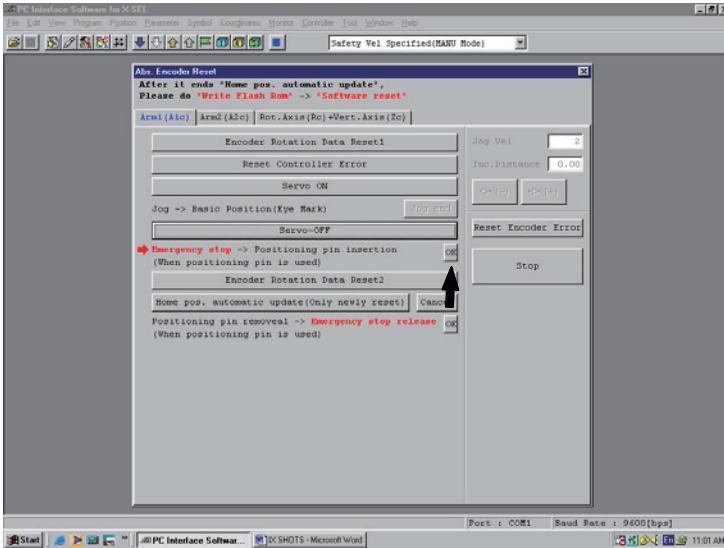 PC Interface Software for X-SEL
File Edit View Program Position Parameter Symbol Coordinates Monitor Controller Tool Window Help
Safety Vel Specified(MANU Mode)
Abs. Encoder Reset
After it ends "Home pos. automatic update",
Please do "Write Flash Rom" -> "Software reset"
Arm1(A1c) Arm2(A2c) Rot.Axis(Rc)+Vert.Axis(Zc)
Encoder Rotation Data Reset1
Reset Controller Error
Servo ON
Jog -> Basic Position(Eye Mark) Jog end
Servo-OFF
Emergency stop -> Positioning pin insertion OK
(When positioning pin is used)
Encoder Rotation Data Reset2
Home pos. automatic update(Only newly reset)
Positioning pin removeal -> Emergency stop release OK
(When positioning pin is used)
Jog Vel 2
Inc.Distance 0.00
(-) (+)
Reset Encoder Error
Stop
Port : COM1 Baud Rate : 9600[bps]
Start PC Interface Softwar... IX SHOTS - Microsoft Word 11:01 AM